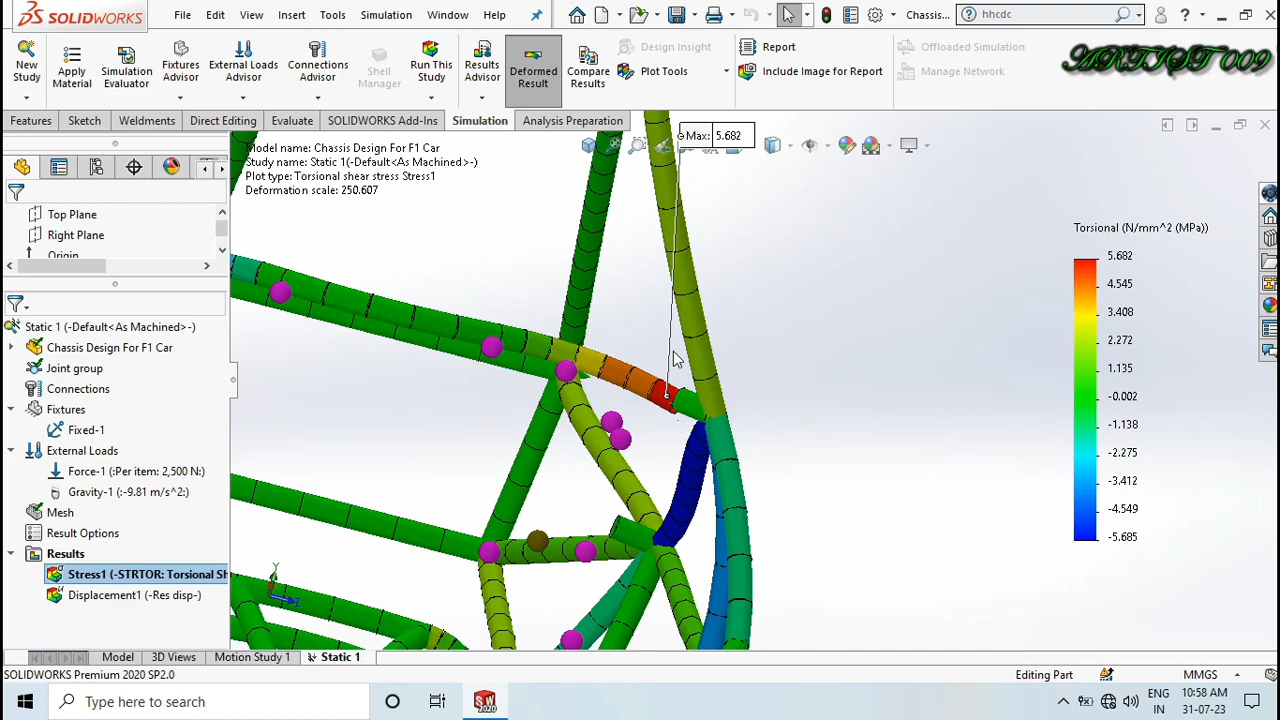 SOLIDWORKS File Edit View Insert Tools Simulation Window Help Chassis... hhcdc
ARTIST 009
New Study
Apply Material
Simulation Evaluator
Fixtures Advisor
External Loads Advisor
Connections Advisor
Shell Manager
Run This Study
Results Advisor
Deformed Result
Compare Results
Design Insight
Plot Tools
Report
Include Image for Report
Offloaded Simulation
Manage Network
Features Sketch Weldments Direct Editing Evaluate SOLIDWORKS Add-Ins Simulation Analysis Preparation
Max: 5.682
Model name: Chassis Design For F1 Car
Study name: Static 1(-Default<As Machined>-)
Plot type: Torsional shear stress Stress1
Deformation scale: 250.607
Top Plane
Right Plane
Origin
Static 1 (-Default<As Machined>-)
Chassis Design For F1 Car
Joint group
Connections
Fixtures
Fixed-1
External Loads
Force-1 (:Per item: 2,500 N:)
Gravity-1 (:-9.81 m/s^2:)
Mesh
Result Options
Results
Stress1 (-STRTOR: Torsional Sh
Displacement1 (-Res disp-)
Torsional (N/mm^2 (MPa))
5.682
4.545
3.408
2.272
1.135
-0.002
-1.138
-2.275
-3.412
-4.549
-5.685
Y
Z
Model 3D Views Motion Study 1 Static 1
SOLIDWORKS Premium 2020 SP2.0 Editing Part MMGS
Type here to search
SW
2020
ENG
IN
10:58 AM
31-07-23